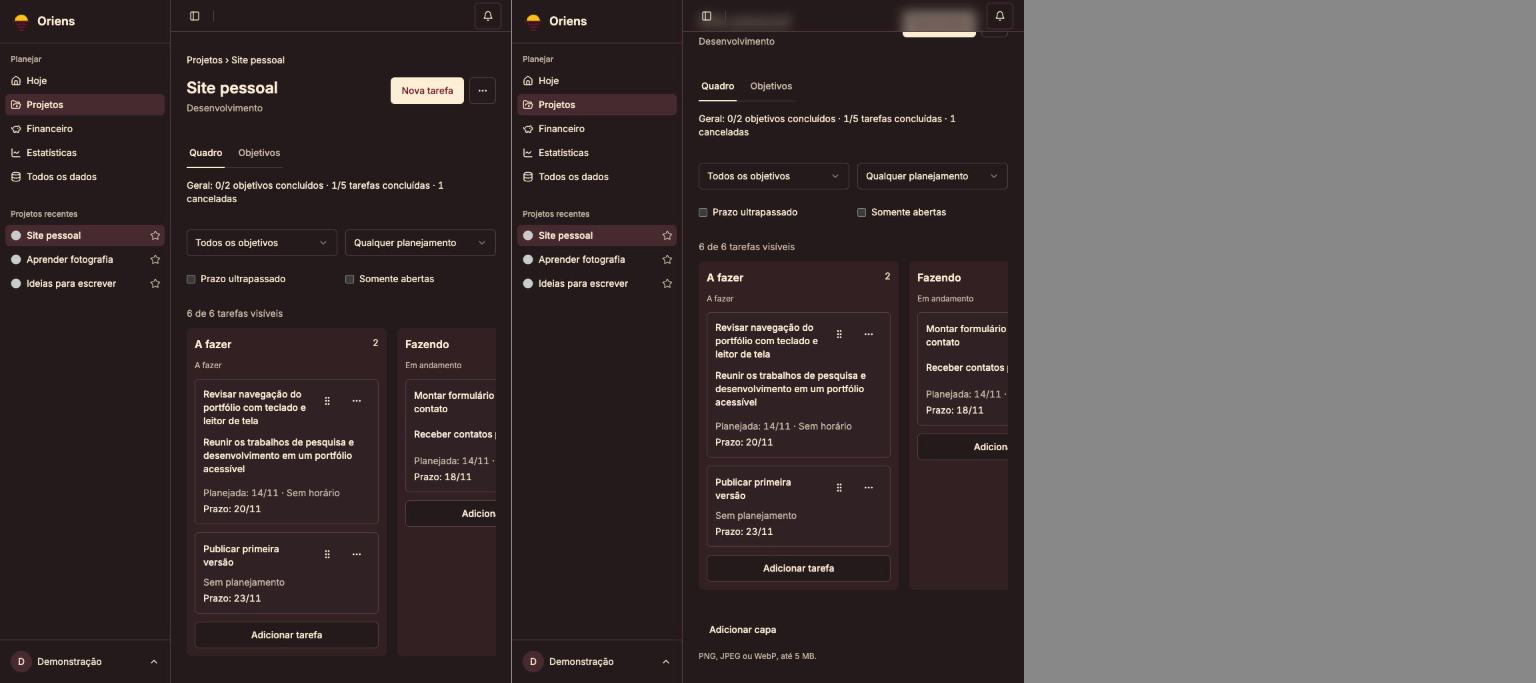 Oriens
Planejar
Hoje
Projetos
Financeiro
Estatísticas
Todos os dados
Projetos recentes
Site pessoal
Aprender fotografia
Ideias para escrever
D Demonstração
Projetos › Site pessoal
Site pessoal
Desenvolvimento
Nova tarefa
Quadro Objetivos
Geral: 0/2 objetivos concluídos · 1/5 tarefas concluídas · 1
canceladas
Todos os objetivos
Qualquer planejamento
Prazo ultrapassado
Somente abertas
6 de 6 tarefas visíveis
A fazer 2
A fazer
Revisar navegação do
portfólio com teclado e
leitor de tela
Reunir os trabalhos de pesquisa e
desenvolvimento em um portfólio
acessível
Planejada: 14/11 · Sem horário
Prazo: 20/11
Publicar primeira
versão
Sem planejamento
Prazo: 23/11
Adicionar tarefa
Fazendo
Em andamento
Montar formulário
contato
Receber contatos
Planejada: 14/11 ·
Prazo: 18/11
Adicion
Oriens
Planejar
Hoje
Projetos
Financeiro
Estatísticas
Todos os dados
Projetos recentes
Site pessoal
Aprender fotografia
Ideias para escrever
D Demonstração
Desenvolvimento
Quadro Objetivos
Geral: 0/2 objetivos concluídos · 1/5 tarefas concluídas · 1
canceladas
Todos os objetivos
Qualquer planejamento
Prazo ultrapassado
Somente abertas
6 de 6 tarefas visíveis
A fazer 2
A fazer
Revisar navegação do
portfólio com teclado e
leitor de tela
Reunir os trabalhos de pesquisa e
desenvolvimento em um portfólio
acessível
Planejada: 14/11 · Sem horário
Prazo: 20/11
Publicar primeira
versão
Sem planejamento
Prazo: 23/11
Adicionar tarefa
Fazendo
Em andamento
Montar formulário
contato
Receber contatos
Planejada: 14/11 ·
Prazo: 18/11
Adicion
Adicionar capa
PNG, JPEG ou WebP, até 5 MB.